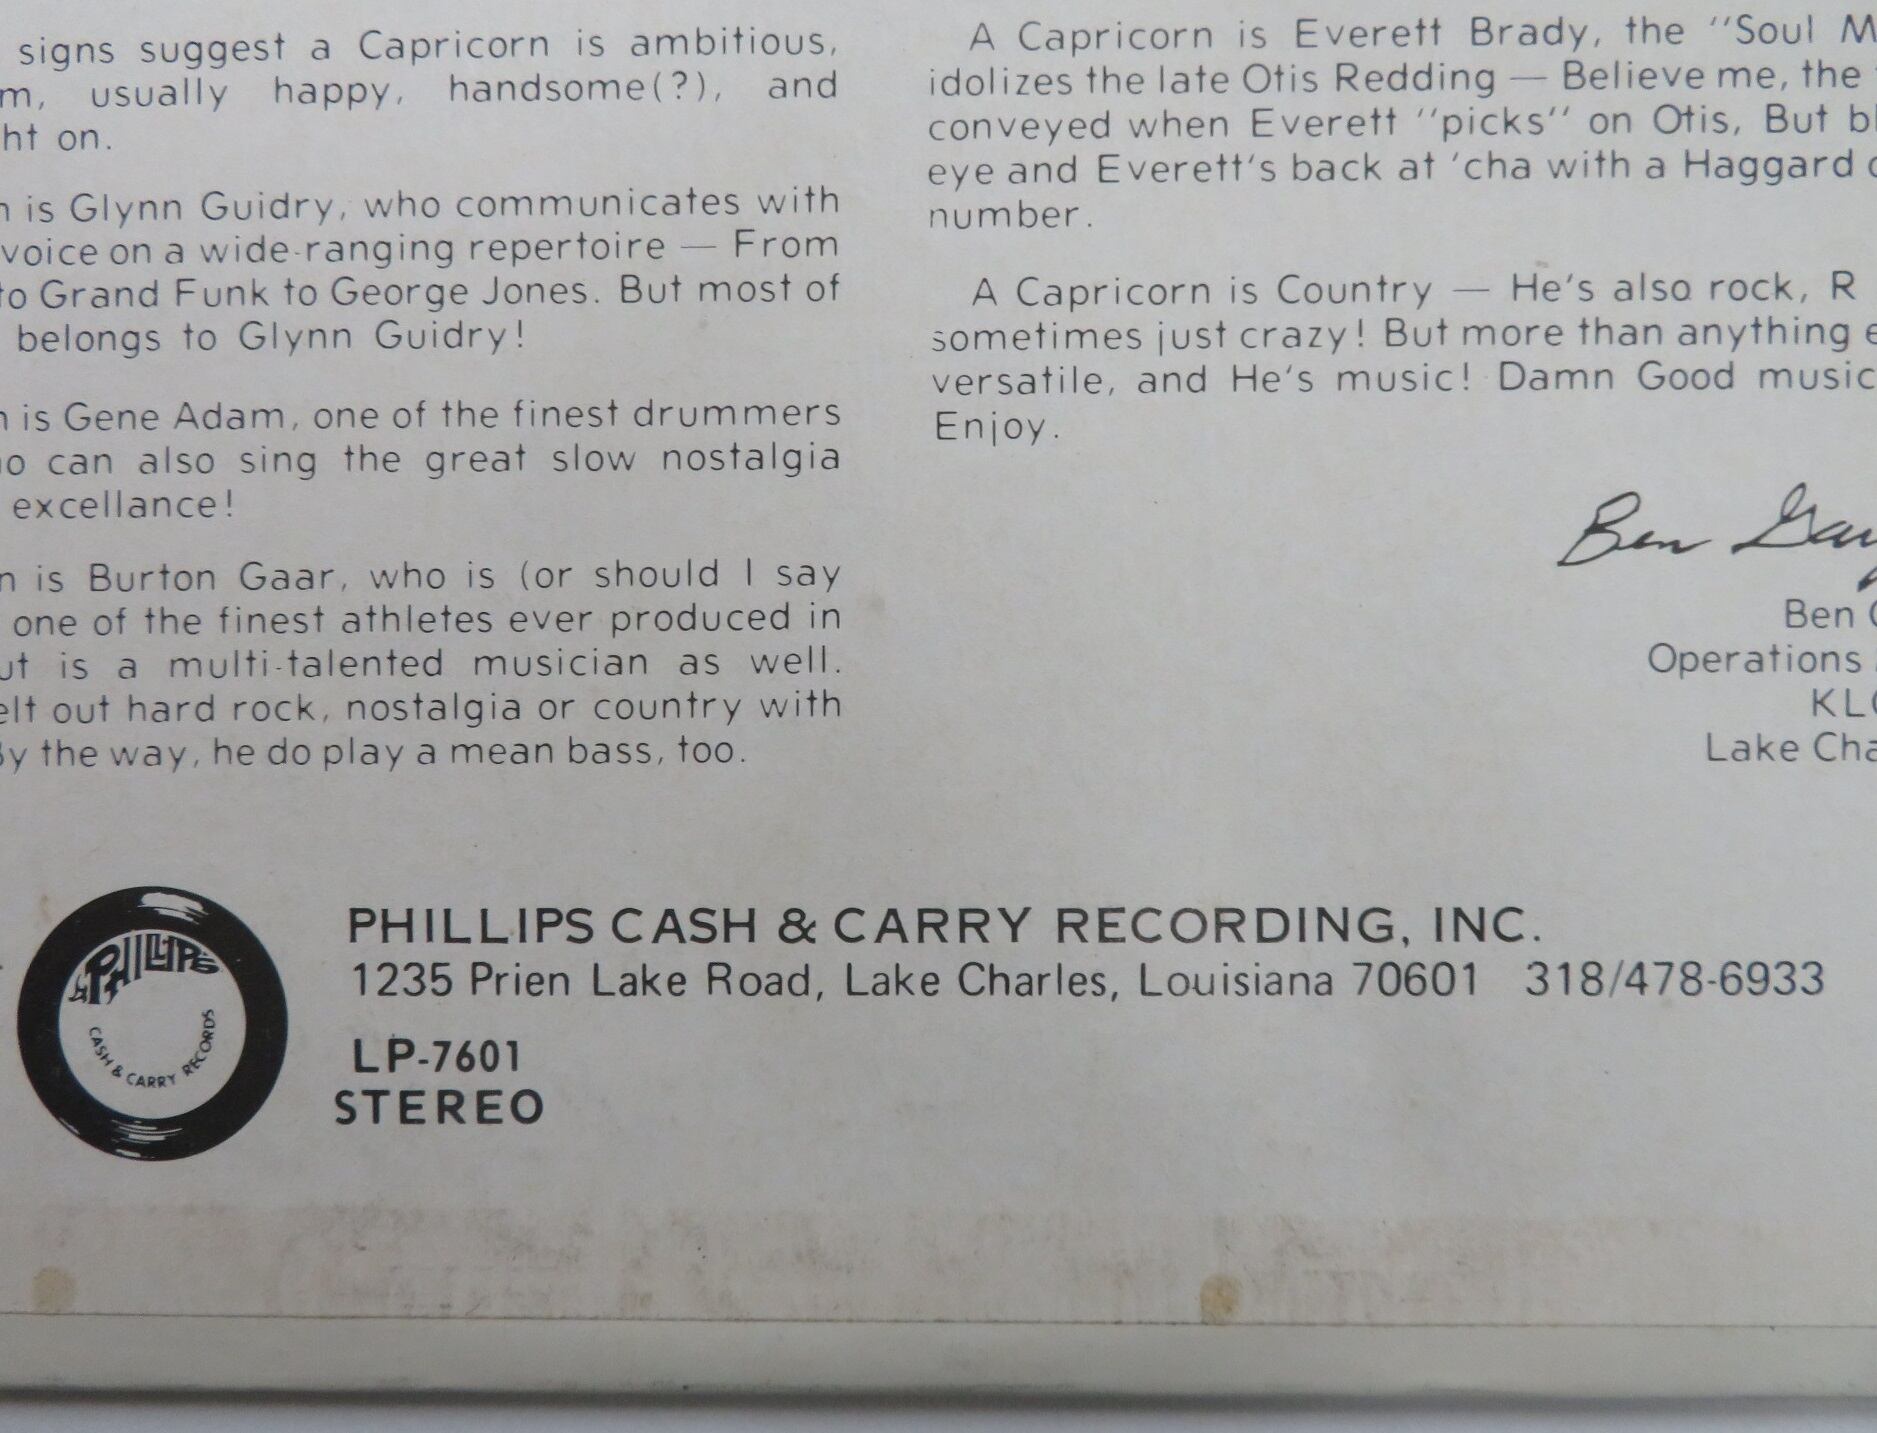 signs suggest a Capricorn is ambitious,
usually happy, handsome(?), and
on.
is Glynn Guidry, who communicates with
voice on a wide-ranging repertoire — From
to Grand Funk to George Jones. But most of
belongs to Glynn Guidry!
is Gene Adam, one of the finest drummers
can also sing the great slow nostalgia
excellance!
is Burton Gaar, who is (or should I say
one of the finest athletes ever produced in
is a multi-talented musician as well.
out hard rock, nostalgia or country with
By the way, he do play a mean bass, too.
A Capricorn is Everett Brady, the "Soul
idolizes the late Otis Redding — Believe me, the
conveyed when Everett "picks" on Otis, But
eye and Everett's back at 'cha with a Haggard
number.
A Capricorn is Country — He's also rock, R
sometimes just crazy! But more than anything
versatile, and He's music! Damn Good music
Enjoy.
Ben
Ben
Operations
Lake
PHILLIPS
CASH & CARRY RECORDS
PHILLIPS CASH & CARRY RECORDING, INC.
1235 Prien Lake Road, Lake Charles, Louisiana 70601 318/478-6933
LP-7601
STEREO